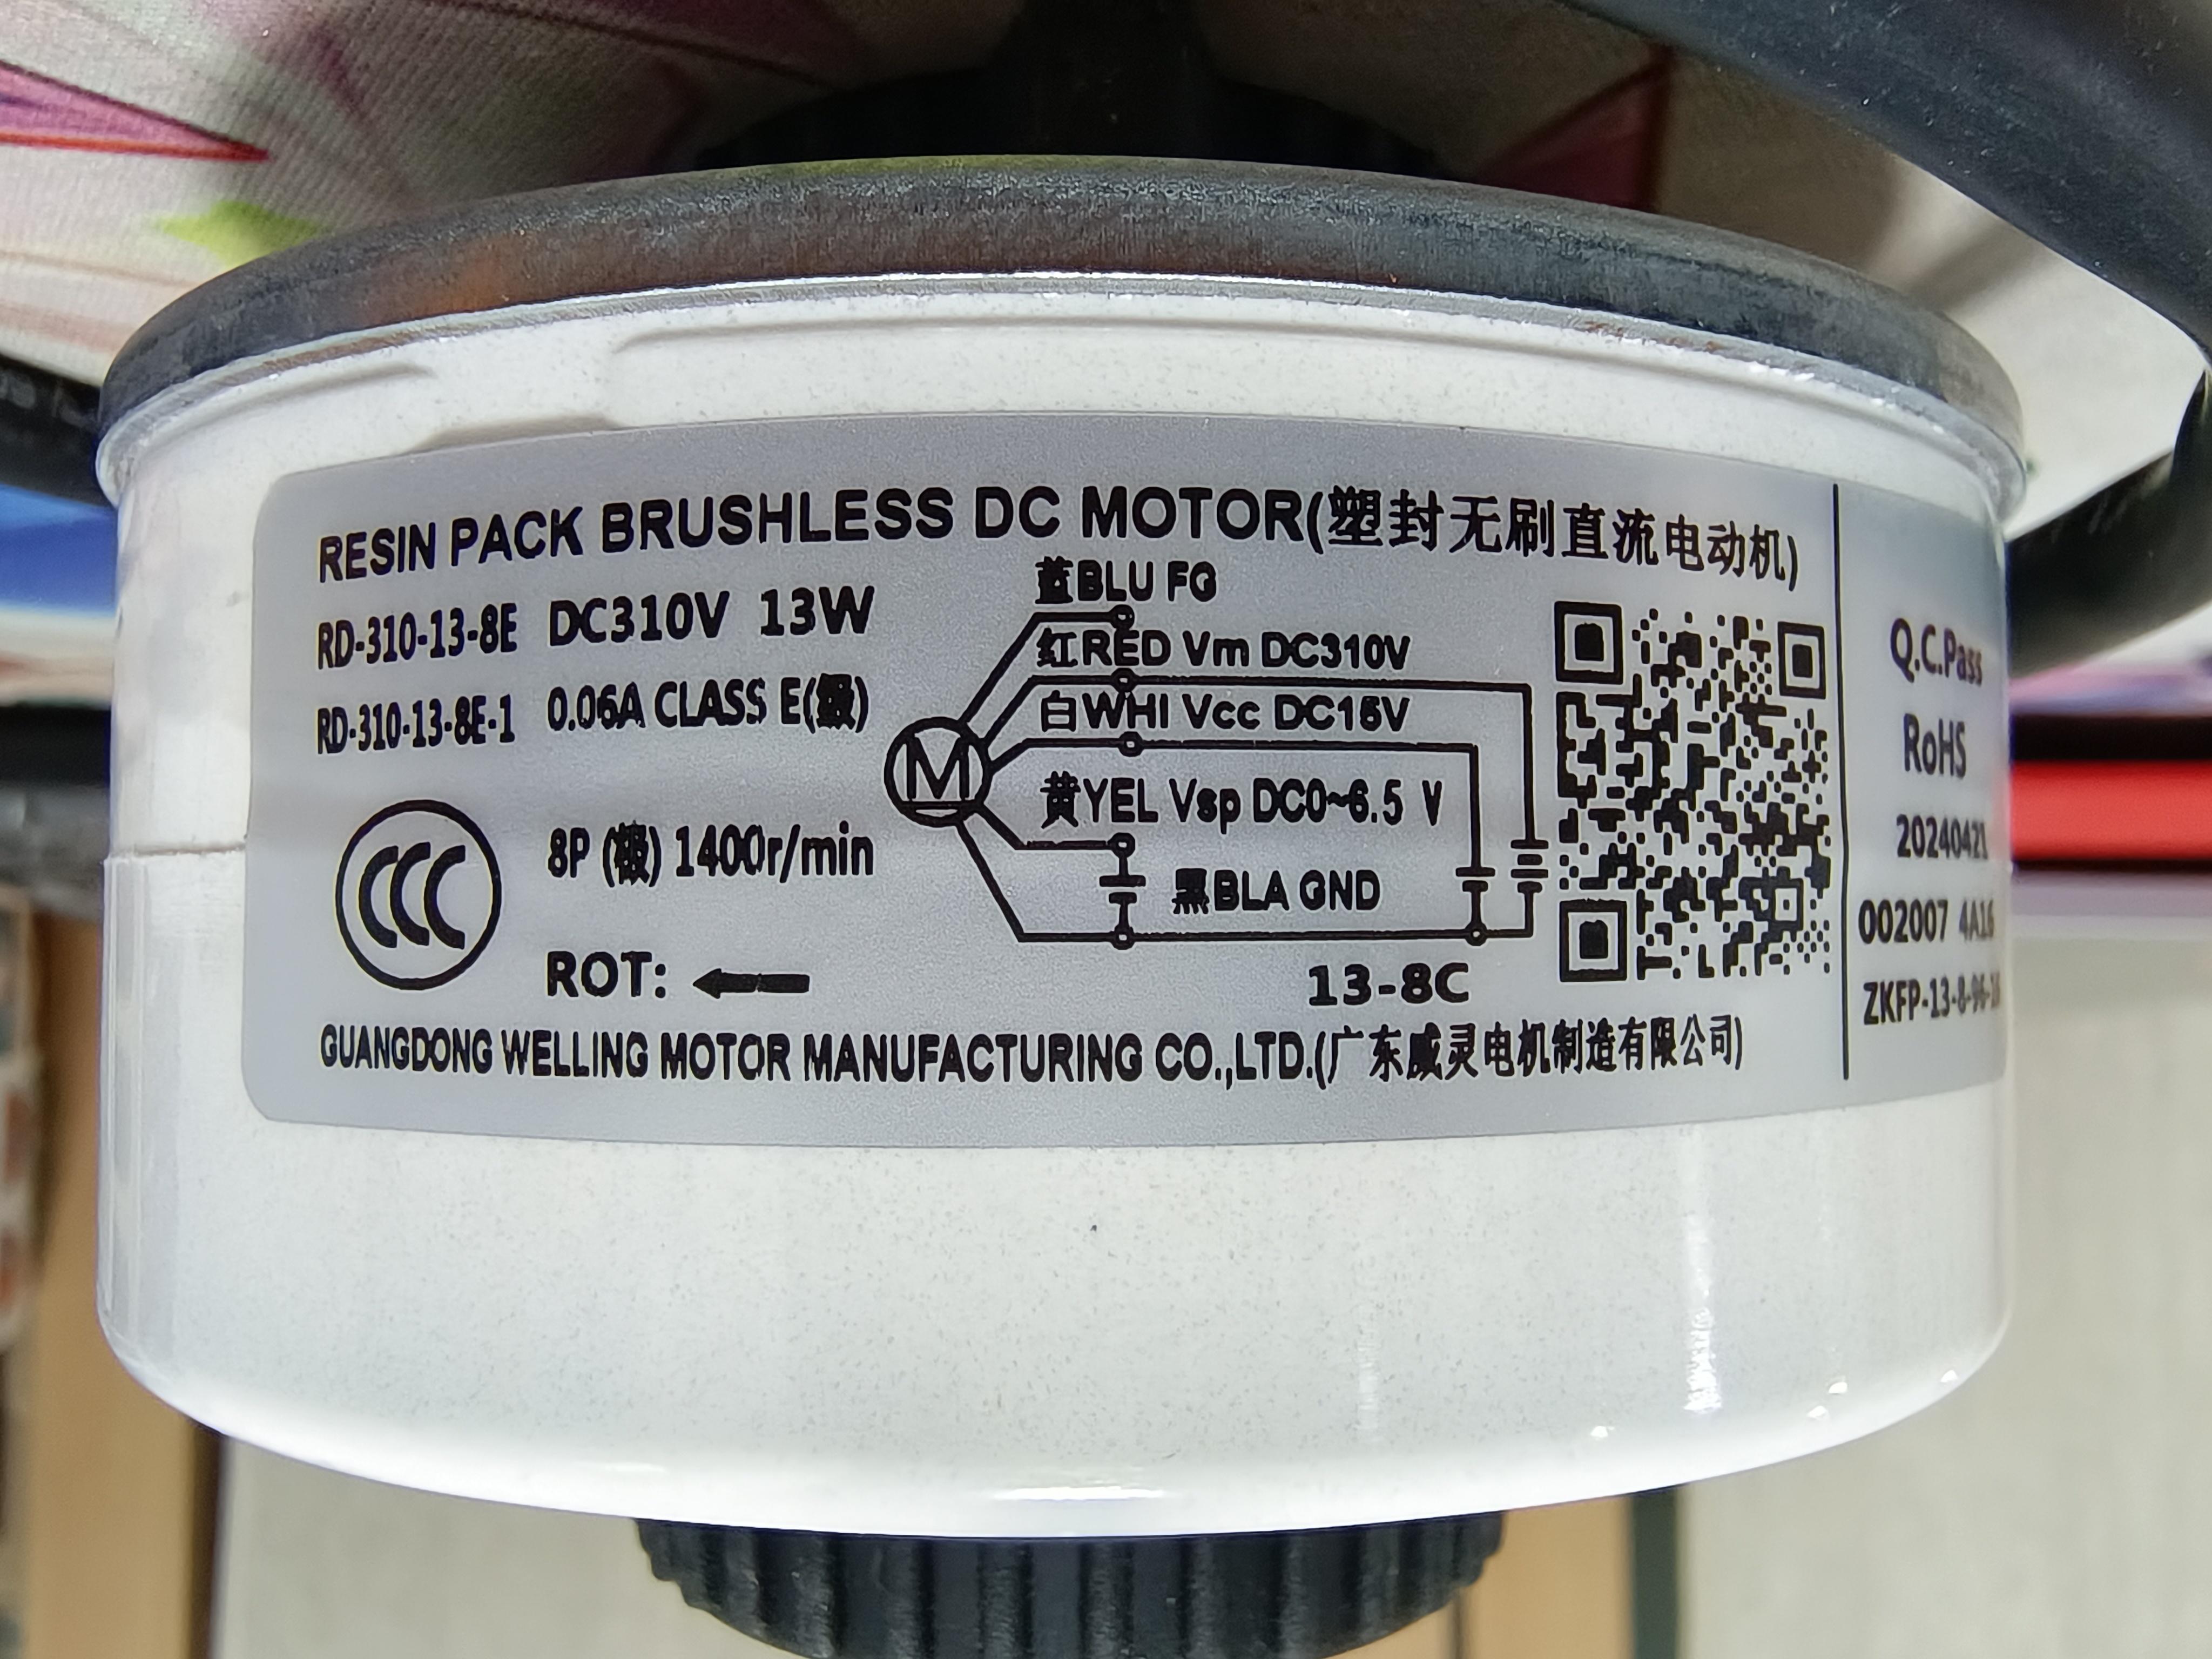 RESIN PACK BRUSHLESS DC MOTOR(塑封无刷直流电动机)
RD-310-13-8E DC310V 13W
RD-310-13-8E-1 0.06A CLASS E(级)
8P (极) 1400r/min
ROT:
CCC
蓝BLU FG
红RED Vm DC310V
白WHI Vcc DC15V
黄YEL Vsp DC0~6.5 V
黑BLA GND
M
13-8C
GUANGDONG WELLING MOTOR MANUFACTURING CO.,LTD.(广东威灵电机制造有限公司)
Q.C.Pass
RoHS
20240421
002007 4A16